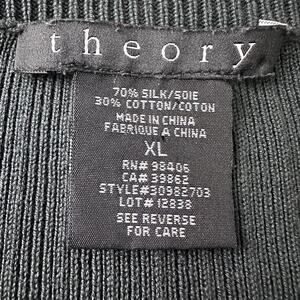 theory
70% SILK/SOIE
30% COTTON/COTON
MADE IN CHINA
FABRIQUE A CHINA
XL
RN# 98406
CA# 39862
STYLE#30982703
LOT# 12838
SEE REVERSE
FOR CARE